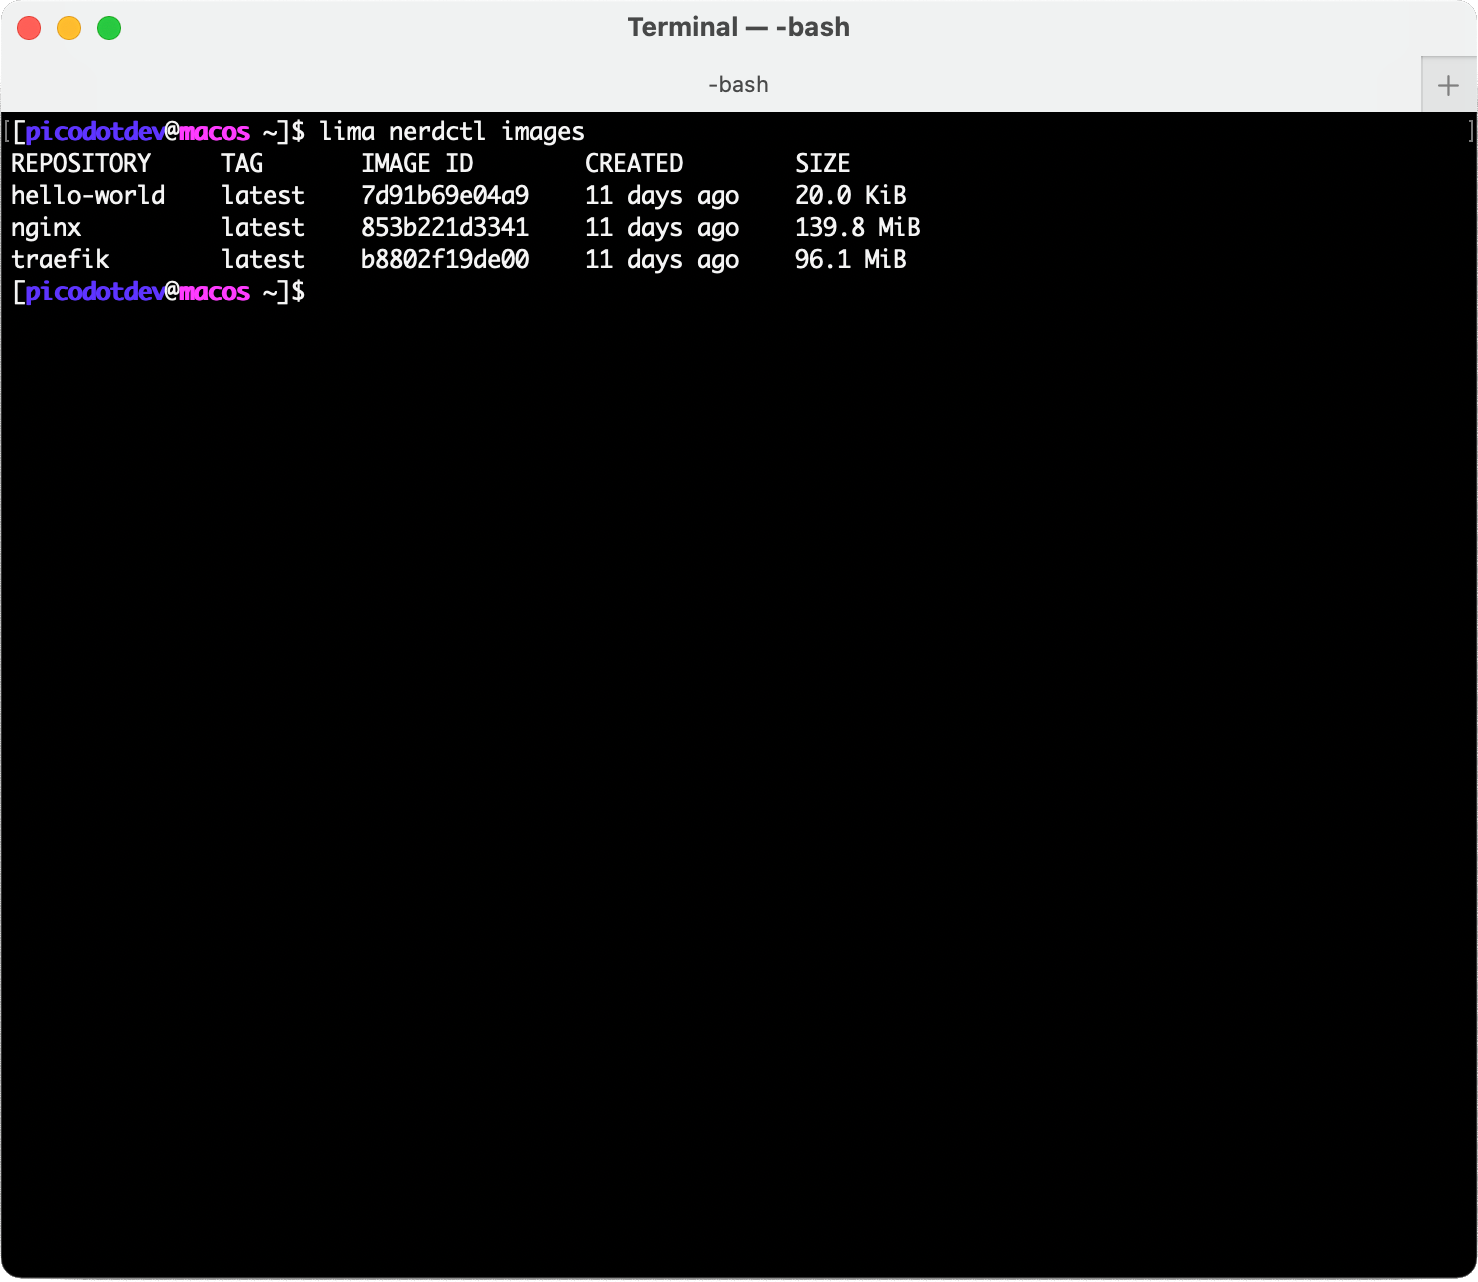 Terminal — -bash
-bash
[[picodotdev@macos ~]$ lima nerdctl images ]
REPOSITORY     TAG       IMAGE ID        CREATED        SIZE
hello-world    latest    7d91b69e04a9    11 days ago    20.0 KiB
nginx          latest    853b221d3341    11 days ago    139.8 MiB
traefik        latest    b8802f19de00    11 days ago    96.1 MiB
[picodotdev@macos ~]$